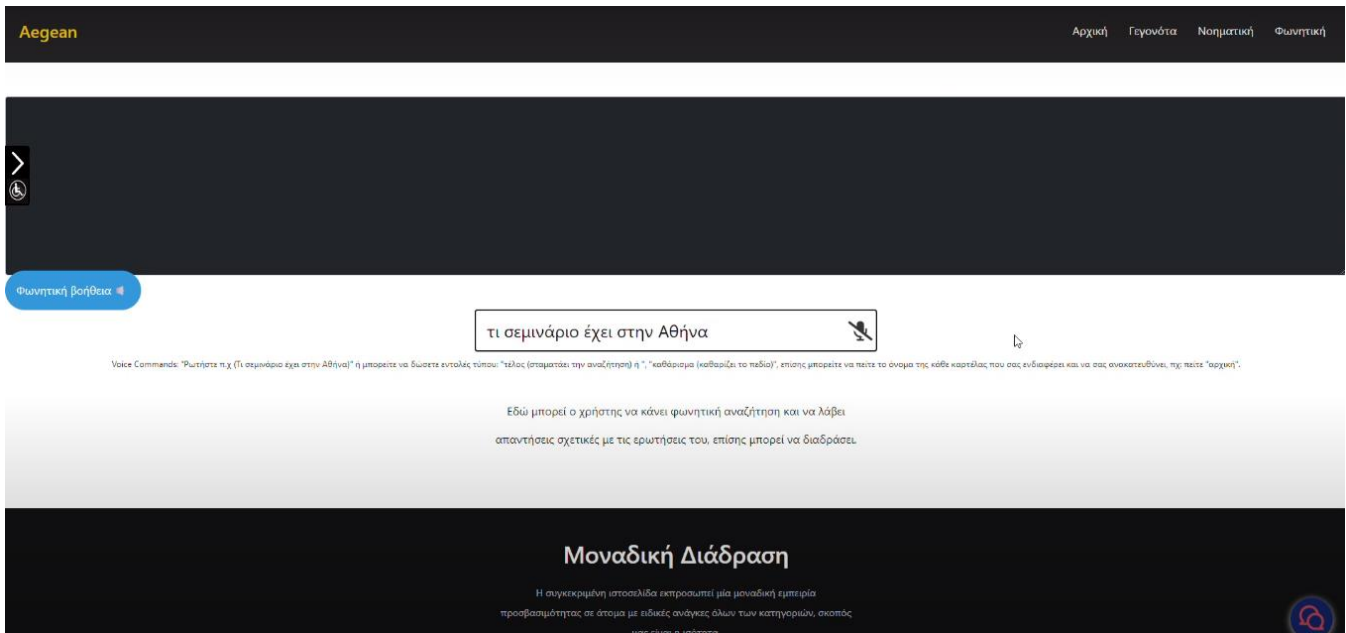 Aegean
Αρχική Γεγονότα Νοηματική Φωνητική
Φωνητική βοήθεια
τι σεμινάριο έχει στην Αθήνα
Voice Commands: "Ρωτήστε π.χ (Τι σεμινάριο έχει στην Αθήνα)" ή μπορείτε να δώσετε εντολές τύπου: "τέλος (σταματάει την αναζήτηση) ή ", "καθάρισμα (καθαρίζει το πεδίο)", επίσης μπορείτε να πείτε το όνομα της κάθε καρτέλας που σας ενδιαφέρει και να σας ανακατευθύνει, πχ: πείτε "αρχική".
Εδώ μπορεί ο χρήστης να κάνει φωνητική αναζήτηση και να λάβει
απαντήσεις σχετικές με τις ερωτήσεις του, επίσης μπορεί να διαδράσει.
Μοναδική Διάδραση
Η συγκεκριμένη ιστοσελίδα εκπροσωπεί μία μοναδική εμπειρία
προσβασιμότητας σε άτομα με ειδικές ανάγκες όλων των κατηγοριών, σκοπός
μας είναι η ισότητα